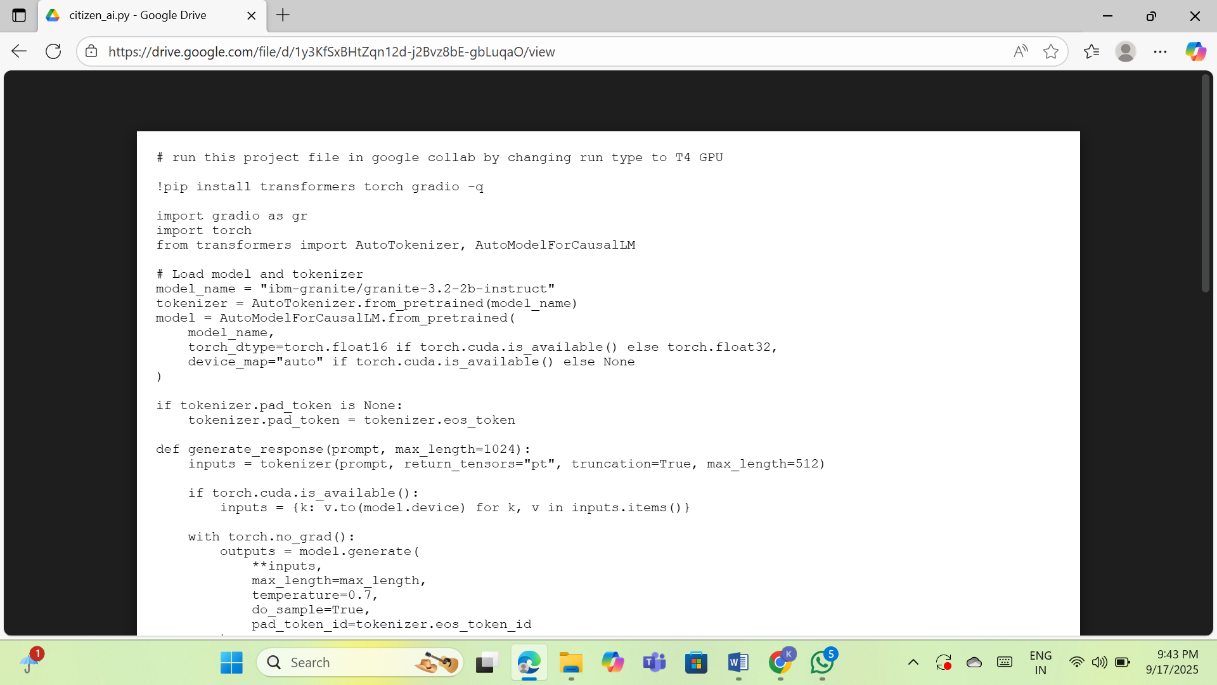 citizen_ai.py - Google Drive
https://drive.google.com/file/d/1y3KfSxBHtZqn12d-j2Bvz8bE-gbLuqaO/view
# run this project file in google collab by changing run type to T4 GPU
!pip install transformers torch gradio -q
import gradio as gr
import torch
from transformers import AutoTokenizer, AutoModelForCausalLM
# Load model and tokenizer
model_name = "ibm-granite/granite-3.2-2b-instruct"
tokenizer = AutoTokenizer.from_pretrained(model_name)
model = AutoModelForCausalLM.from_pretrained(
    model_name,
    torch_dtype=torch.float16 if torch.cuda.is_available() else torch.float32,
    device_map="auto" if torch.cuda.is_available() else None
)
if tokenizer.pad_token is None:
    tokenizer.pad_token = tokenizer.eos_token
def generate_response(prompt, max_length=1024):
    inputs = tokenizer(prompt, return_tensors="pt", truncation=True, max_length=512)
    if torch.cuda.is_available():
        inputs = {k: v.to(model.device) for k, v in inputs.items()}
    with torch.no_grad():
        outputs = model.generate(
            **inputs,
            max_length=max_length,
            temperature=0.7,
            do_sample=True,
            pad_token_id=tokenizer.eos_token_id
1
Search
K
5
ENG
IN
9:43 PM
9/17/2025